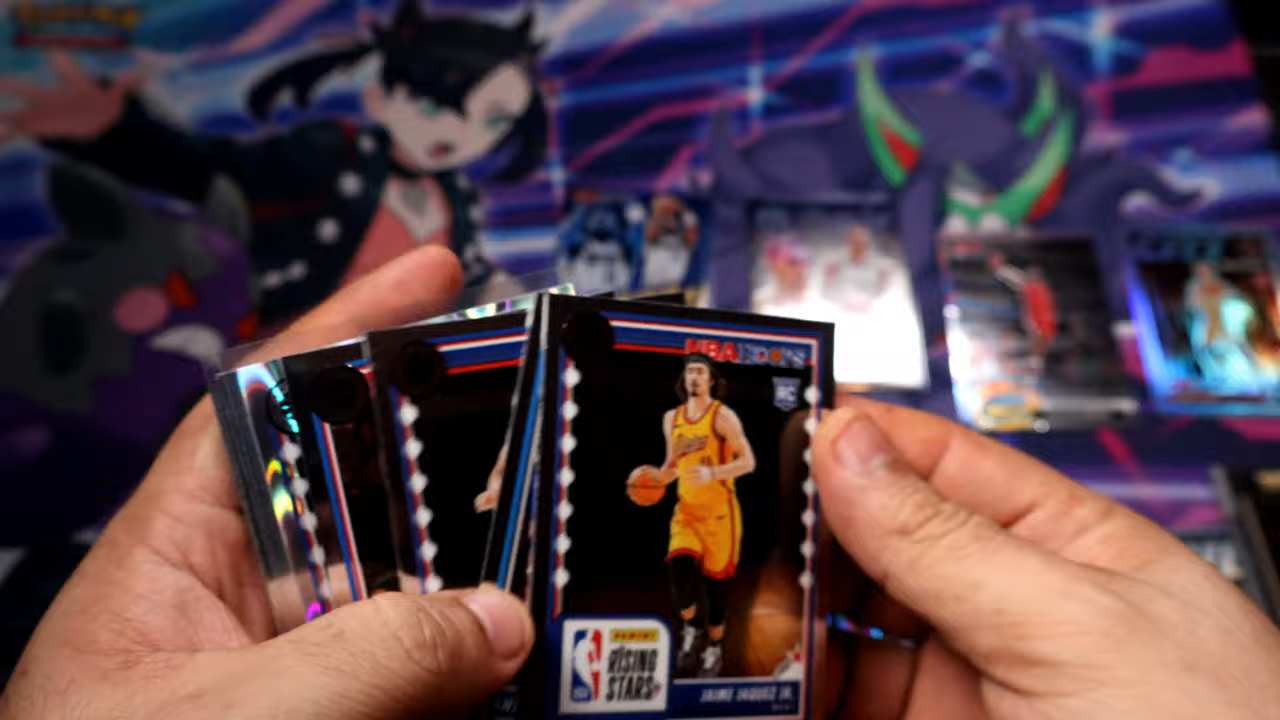 NBA HOOPS
RC
PANINI
RISING
STARS
JAIME JAQUEZ JR.